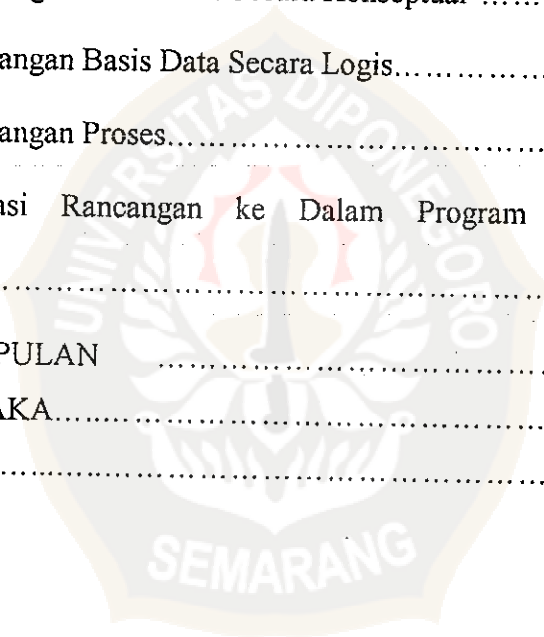 angan Basis Data Secara Logis……………
angan Proses……………………………
asi Rancangan ke Dalam Program
…………………………………………
PULAN ……………………………
AKA……………………………………
…………………………………………
UNIVERSITAS DIPONEGORO
SEMARANG